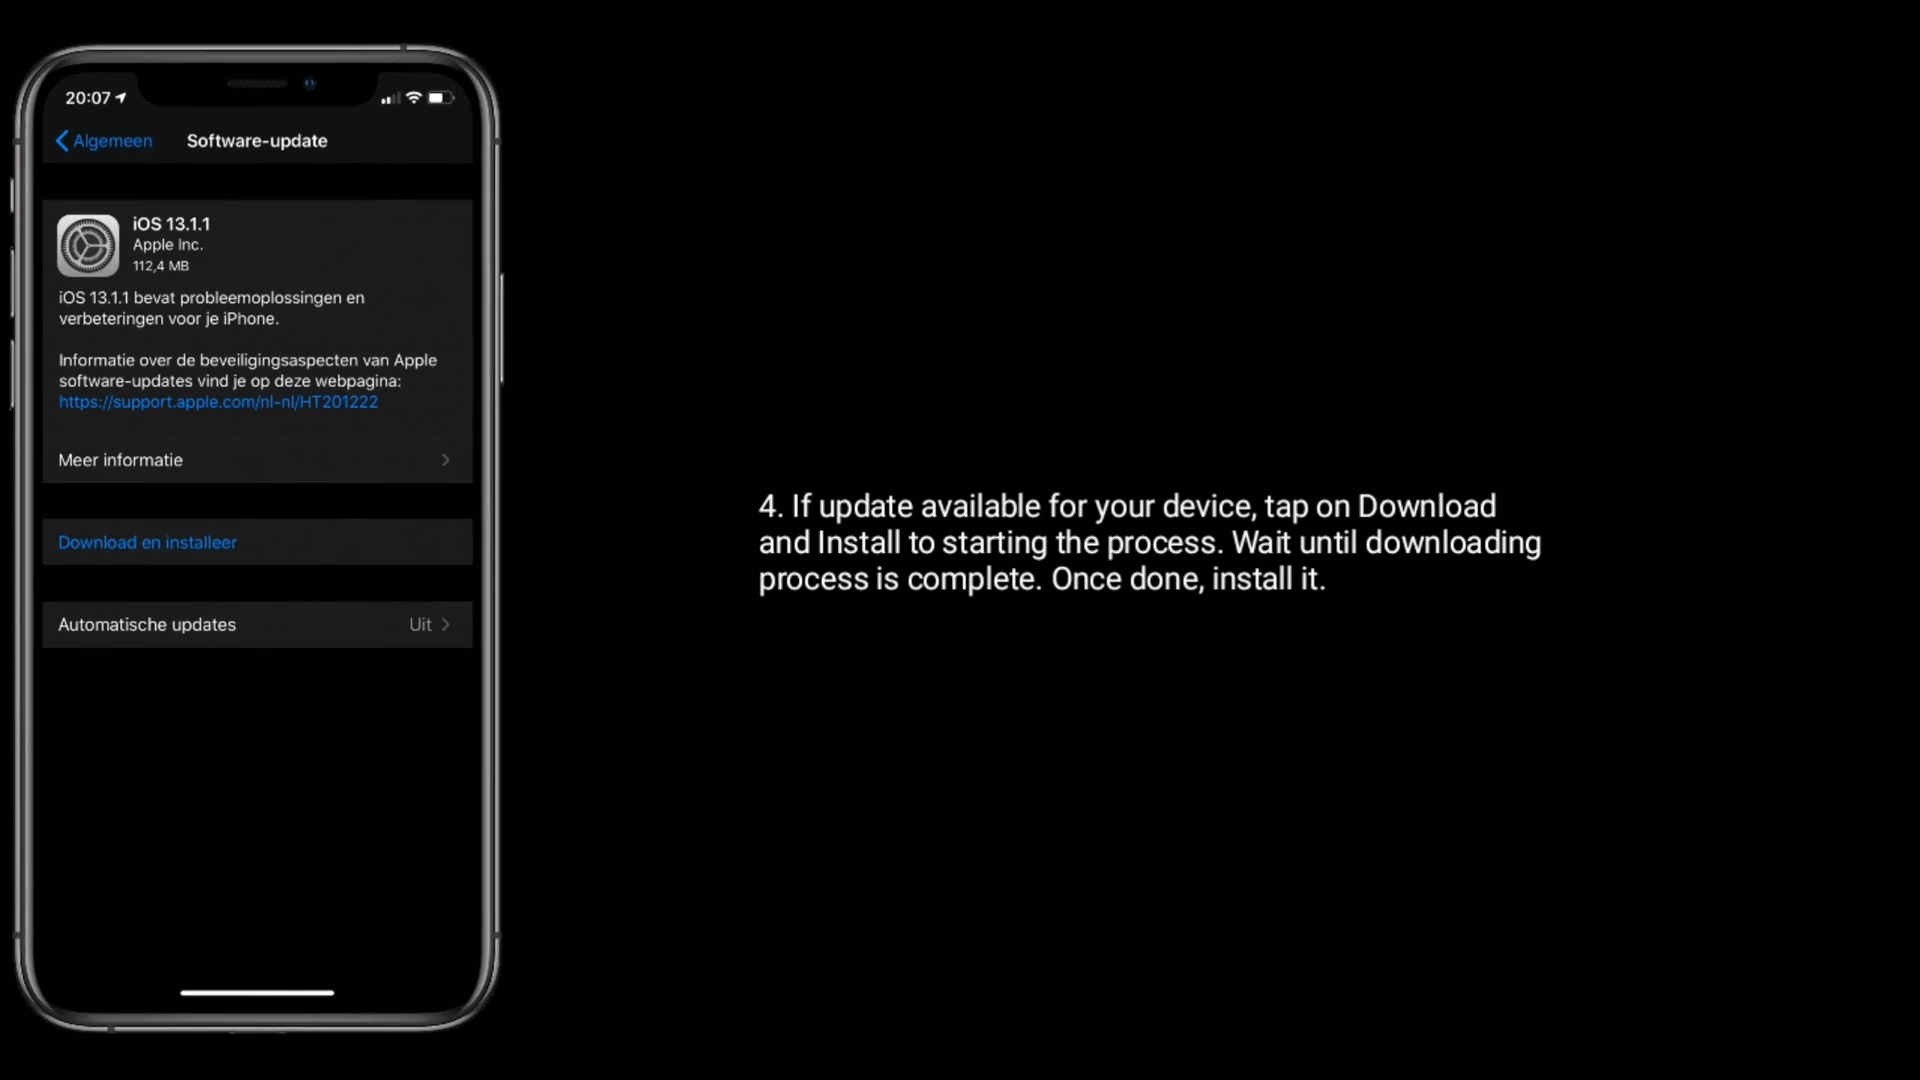 20:07
Algemeen
Software-update
iOS 13.1.1
Apple Inc.
112,4 MB
iOS 13.1.1 bevat probleemoplossingen en
verbeteringen voor je iPhone.
Informatie over de beveiligingsaspecten van Apple
software-updates vind je op deze webpagina:
https://support.apple.com/nl-nl/HT201222
Meer informatie
Download en installeer
Automatische updates Uit
4. If update available for your device, tap on Download
and Install to starting the process. Wait until downloading
process is complete. Once done, install it.